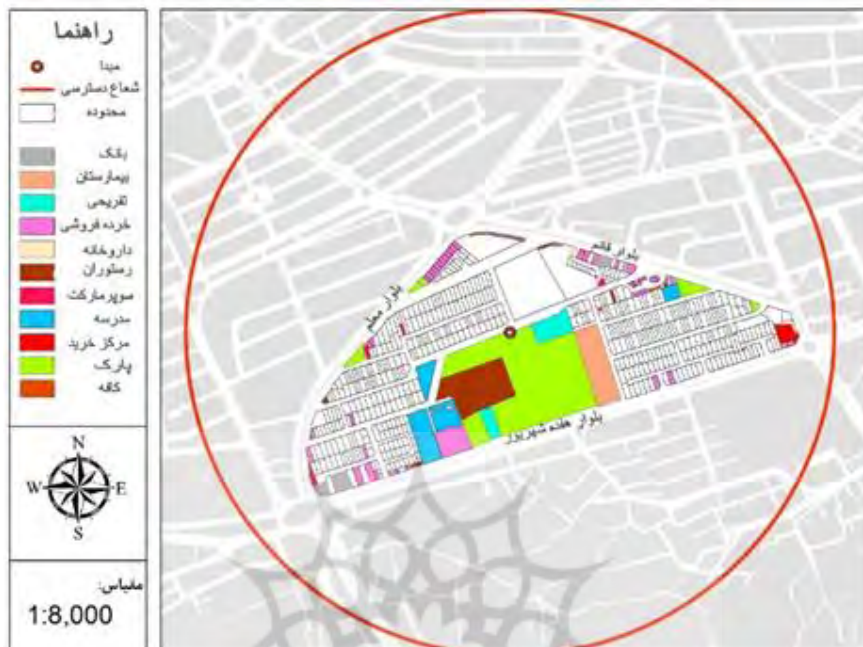 راهنما
مبدا
شعاع دسترسی
محدوده
بانک
بیمارستان
تفریحی
خرده فروشی
داروخانه
رستوران
سوپرمارکت
مدرسه
مرکز خرید
پارک
کافه
N
W E
S
مقیاس:
1:8,000
بلوار قائم
بلوار معلم
بلوار هفده شهریور